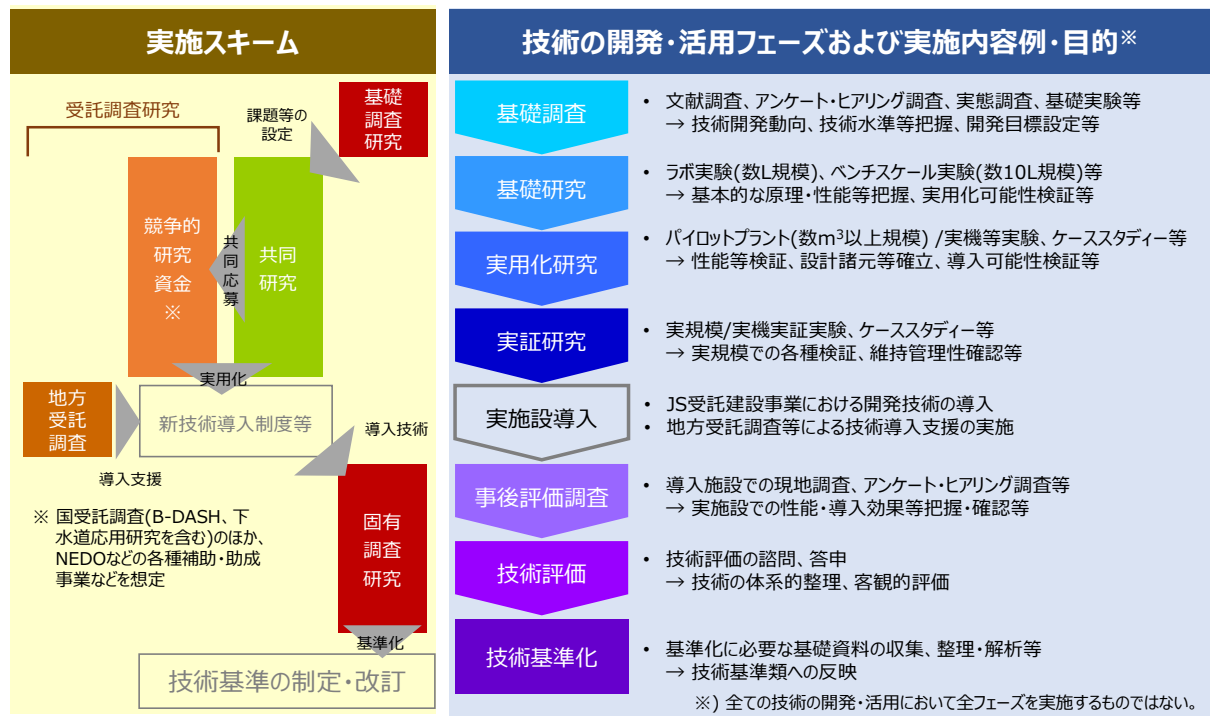 実施スキーム
受託調査研究
課題等の
設定
基礎
調査
研究
競争的
研究
資金
※
共
同
応
募
共同
研究
実用化
地方
受託
調査
新技術導入制度等
導入技術
導入支援
※ 国受託調査(B-DASH、下
水道応用研究を含む)のほか、
NEDOなどの各種補助・助成
事業などを想定
固有
調査
研究
基準化
技術基準の制定・改訂
技術の開発・活用フェーズおよび実施内容例・目的※
基礎調査
• 文献調査、アンケート・ヒアリング調査、実態調査、基礎実験等
→ 技術開発動向、技術水準等把握、開発目標設定等
基礎研究
• ラボ実験(数L規模)、ベンチスケール実験(数10L規模)等
→ 基本的な原理・性能等把握、実用化可能性検証等
実用化研究
• パイロットプラント(数m³以上規模) /実機等実験、ケーススタディー等
→ 性能等検証、設計諸元等確立、導入可能性検証等
実証研究
• 実規模/実機実証実験、ケーススタディー等
→ 実規模での各種検証、維持管理性確認等
実施設導入
• JS受託建設事業における開発技術の導入
• 地方受託調査等による技術導入支援の実施
事後評価調査
• 導入施設での現地調査、アンケート・ヒアリング調査等
→ 実施設での性能・導入効果等把握・確認等
技術評価
• 技術評価の諮問、答申
→ 技術の体系的整理、客観的評価
技術基準化
• 基準化に必要な基礎資料の収集、整理・解析等
→ 技術基準類への反映
※) 全ての技術の開発・活用において全フェーズを実施するものではない。